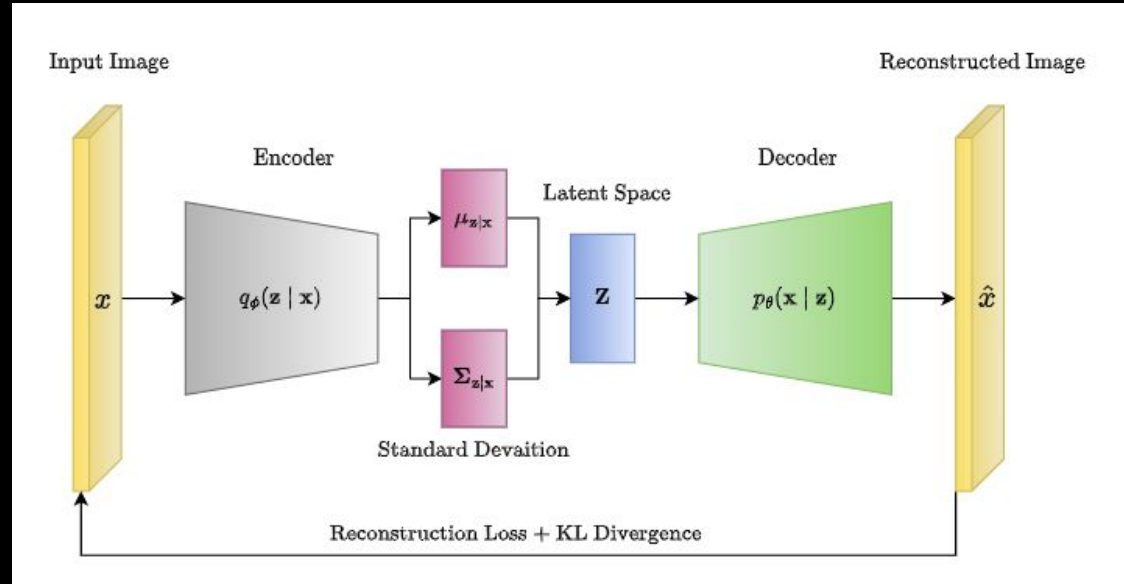 Input Image
Reconstructed Image
Encoder
Decoder
Latent Space
μz|x
x
qϕ(z | x)
Z
pθ(x | z)
x̂
Σz|x
Standard Devaition
Reconstruction Loss + KL Divergence